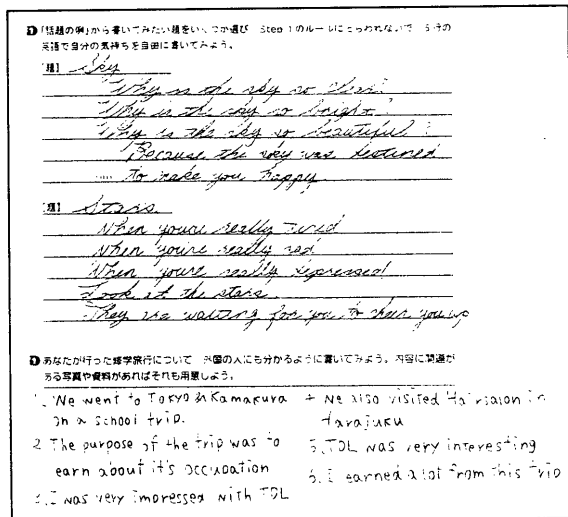 「話題の例」から書いてみたい題をいくつか選び Step 1のルールにとらわれないで 5行の
英語で自分の気持ちを自由に書いてみよう。
[題] Sky
"Why is the sky so clear?
Why is the sky so bright?
Why is the sky so beautiful?
Because the sky was destined
to make you happy
[題] Stars
When you're really tired
When you're really sad
When you're really depressed
Look at the stars.
They are waiting for you to cheer you up
あなたが行った修学旅行について 外国の人にも分かるように書いてみよう。内容に関連が
ある写真や資料があればそれも用意しよう。
1. We went to Tokyo Kamakura
on a school trip.
2. The purpose of the trip was to
earn about it's occupation
3. I was very impressed with TDL
4. We also visited Hair salon in
Harajuku
5. TDL was very interesting
6. I earned a lot from this trip